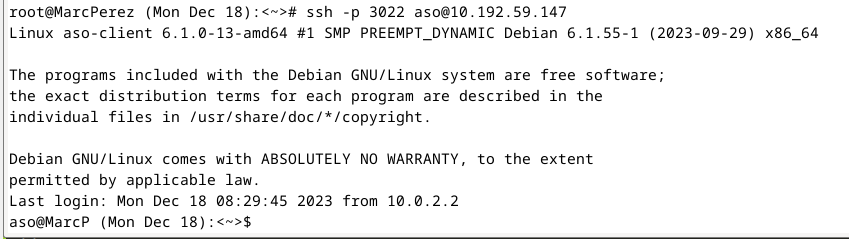 root@MarcPerez (Mon Dec 18):<~># ssh -p 3022 aso@10.192.59.147
Linux aso-client 6.1.0-13-amd64 #1 SMP PREEMPT_DYNAMIC Debian 6.1.55-1 (2023-09-29) x86_64
The programs included with the Debian GNU/Linux system are free software;
the exact distribution terms for each program are described in the
individual files in /usr/share/doc/*/copyright.
Debian GNU/Linux comes with ABSOLUTELY NO WARRANTY, to the extent
permitted by applicable law.
Last login: Mon Dec 18 08:29:45 2023 from 10.0.2.2
aso@MarcP (Mon Dec 18):<~>$